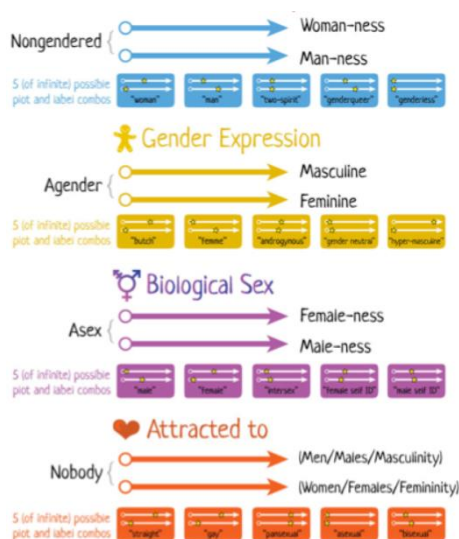 Woman-ness
Nongendered
Man-ness
5 (of infinite) possible
plot and label combos
"woman" "man" "two-spirit" "genderqueer" "genderless"
Gender Expression
Masculine
Agender
Feminine
5 (of infinite) possible
plot and label combos
"butch" "femme" "androgynous" "gender neutral" "hyper-masculine"
Biological Sex
Female-ness
Asex
Male-ness
5 (of infinite) possible
plot and label combos
"male" "female" "intersex" "female self ID" "male self ID"
Attracted to
(Men/Males/Masculinity)
Nobody
(Women/Females/Femininity)
5 (of infinite) possible
plot and label combos
"straight" "gay" "pansexual" "asexual" "bisexual"